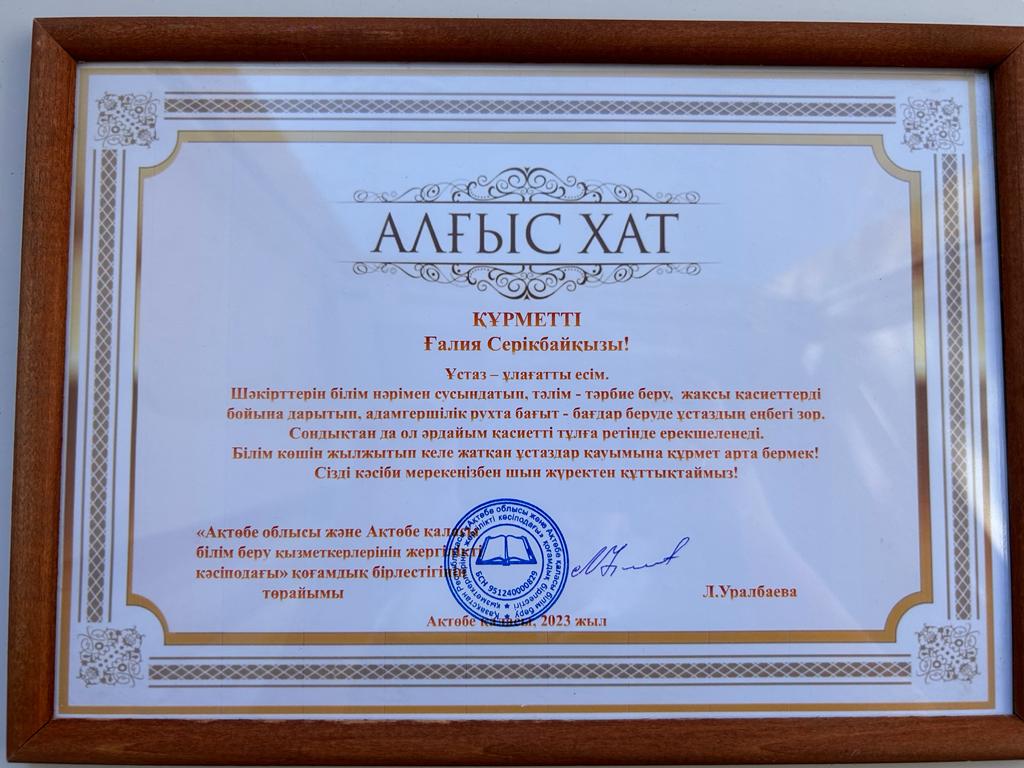 АЛҒЫС ХАТ
ҚҰРМЕТТІ
Ғалия Серікбайқызы!
Ұстаз – ұлағатты есім.
Шәкірттерін білім нәрімен сусындатып, тәлім - тәрбие беру, жақсы қасиеттерді
бойына дарытып, адамгершілік рухта бағыт - бағдар беруде ұстаздың еңбегі зор.
Сондықтан да ол әрдайым қасиетті тұлға ретінде ерекшеленеді.
Білім көшін жылжытып келе жатқан ұстаздар қауымына құрмет арта бермек!
Сізді кәсіби мерекеңізбен шын жүректен құттықтаймыз!
«Ақтөбе облысы және Ақтөбе қаласы
білім беру қызметкерлерінің жергілікті
кәсіподағы» қоғамдық бірлестігінің
төрайымы
Л.Уралбаева
БСН 951240000829
Ақтөбе қаласы, 2023 жыл